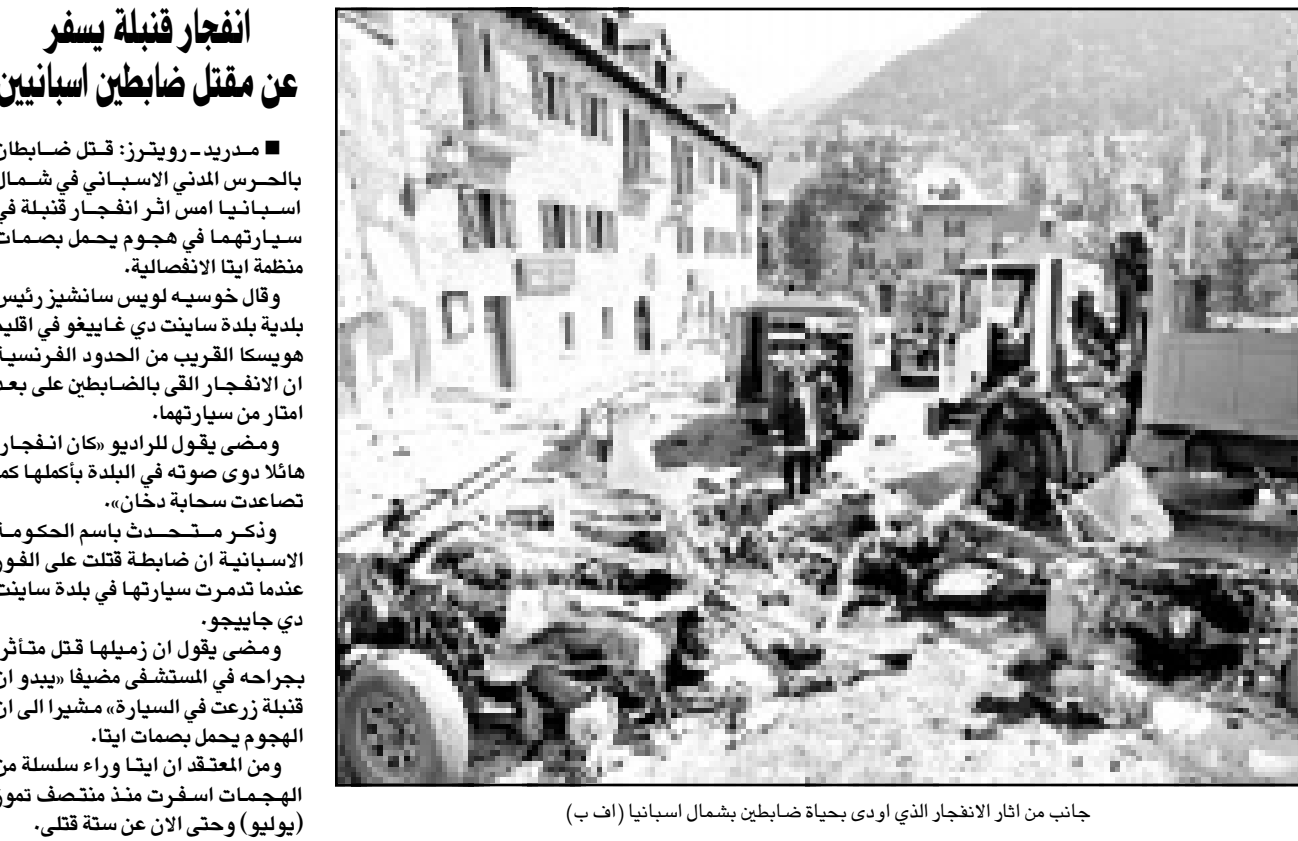 انفجار قنبلة يسفر
عن مقتل ضابطين اسبانيين
■ مدريد ـ رويترز: قتل ضابطان
بالحرس المدني الاسباني في شمال
اسبانيا امس اثر انفجار قنبلة في
سيارتهما في هجوم يحمل بصمات
منظمة ايتا الانفصالية.
وقال خوسيه لويس سانشيز رئيس
بلدية بلدة ساينت دي غاييغو في اقليم
هويسكا القريب من الحدود الفرنسية
ان الانفجار القى بالضابطين على بعد
امتار من سيارتهما.
ومضى يقول للراديو «كان انفجار
هائلا دوى صوته في البلدة بأكملها كما
تصاعدت سحابة دخان».
وذكر متحدث باسم الحكومة
الاسبانية ان ضابطة قتلت على الفور
عندما تدمرت سيارتها في بلدة ساينت
دي جاييجو.
ومضى يقول ان زميلها قتل متأثر
بجراحه في المستشفى مضيفا «يبدو ان
قنبلة زرعت في السيارة» مشيرا الى ان
الهجوم يحمل بصمات ايتا.
ومن المعتقد ان ايتا وراء سلسلة من
الهجمات اسفرت منذ منتصف تموز
(يوليو) وحتى الان عن ستة قتلى.
جانب من اثار الانفجار الذي اودى بحياة ضابطين بشمال اسبانيا (اف ب)